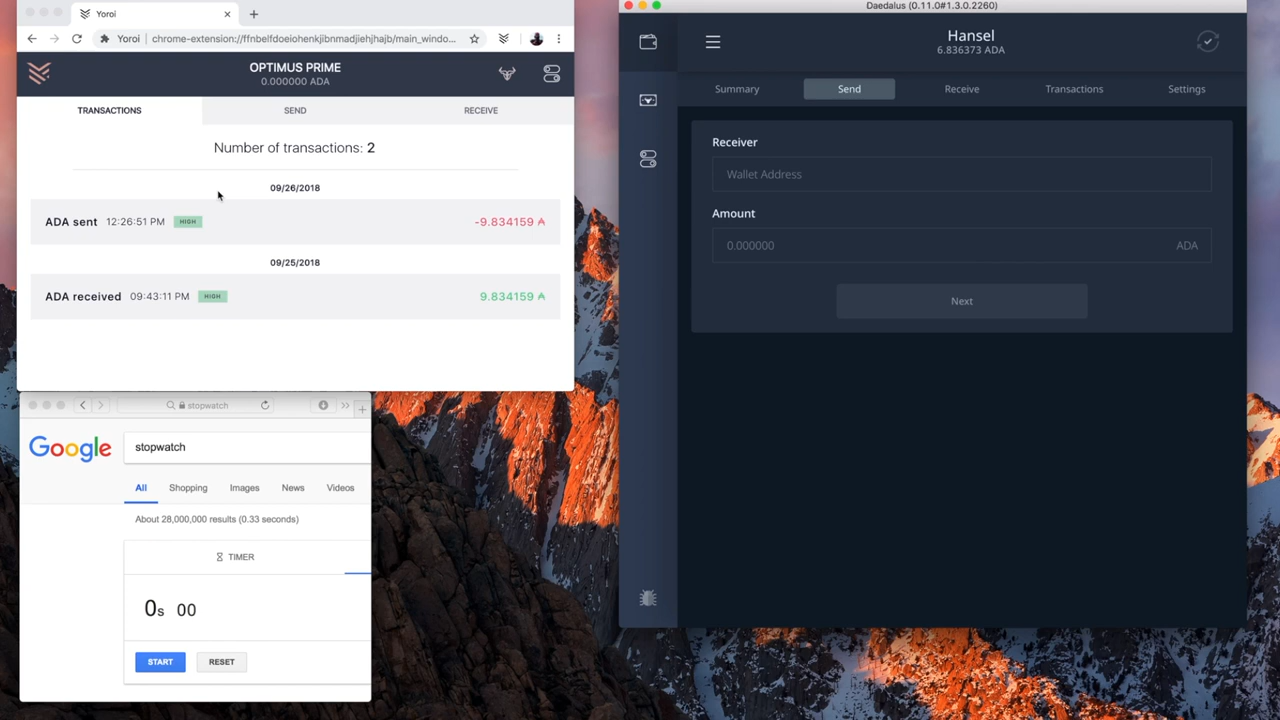 Yoroi
Yoroi chrome-extension://ffnbelfdoeiohenkjibnmadjiehjhajb/main_windo...
OPTIMUS PRIME
0.000000 ADA
TRANSACTIONS SEND RECEIVE
Number of transactions: 2
09/26/2018
ADA sent 12:26:51 PM HIGH -9.834159
09/25/2018
ADA received 09:43:11 PM HIGH 9.834159
stopwatch
Google stopwatch
All Shopping Images News Videos
About 28,000,000 results (0.33 seconds)
TIMER
0s 00
START RESET
Daedalus (0.11.0#1.3.0.2260)
Hansel
6.836373 ADA
Summary Send Receive Transactions Settings
Receiver
Wallet Address
Amount
0.000000 ADA
Next